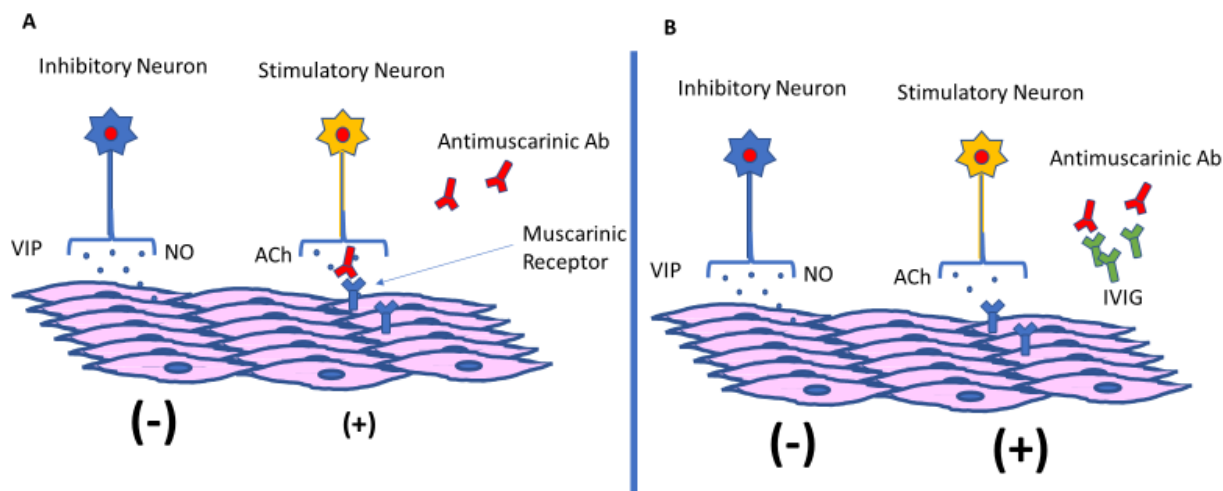 A
Inhibitory Neuron
Stimulatory Neuron
Antimuscarinic Ab
VIP
NO
ACh
Muscarinic
Receptor
(-)
(+)
B
Inhibitory Neuron
Stimulatory Neuron
Antimuscarinic Ab
VIP
NO
ACh
IVIG
(-)
(+)